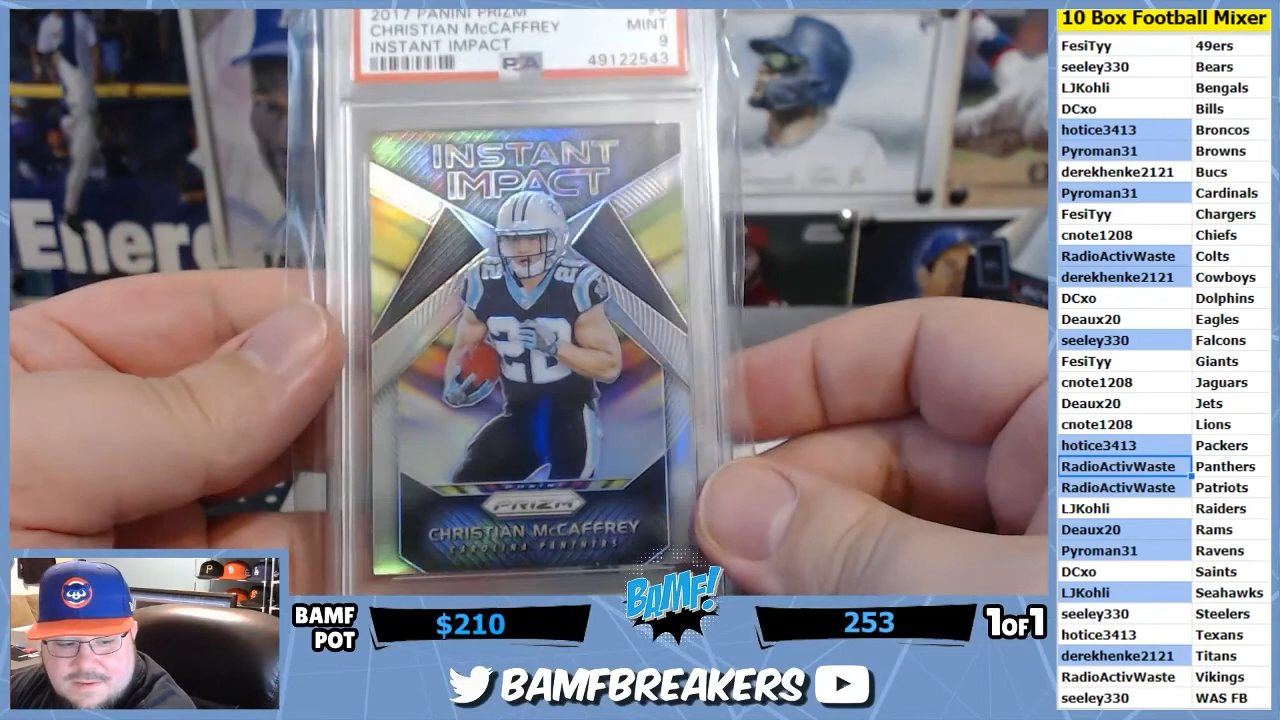 2017 PANINI PRIZM
CHRISTIAN McCAFFREY
MINT
INSTANT IMPACT
9
PSA
49122543
INSTANT
IMPACT
22
22
PANINI
PRIZM
CHRISTIAN McCAFFREY
CAROLINA PANTHERS
BAMF
POT
$210
BAMF!
253
1OF1
BAMFBREAKERS
10 Box Football Mixer
FesiTyy 49ers
seeley330 Bears
LJKohli Bengals
DCxo Bills
hotice3413 Broncos
Pyroman31 Browns
derekhenke2121 Bucs
Pyroman31 Cardinals
FesiTyy Chargers
cnote1208 Chiefs
RadioActivWaste Colts
derekhenke2121 Cowboys
DCxo Dolphins
Deaux20 Eagles
seeley330 Falcons
FesiTyy Giants
cnote1208 Jaguars
Deaux20 Jets
cnote1208 Lions
hotice3413 Packers
RadioActivWaste Panthers
RadioActivWaste Patriots
LJKohli Raiders
Deaux20 Rams
Pyroman31 Ravens
DCxo Saints
LJKohli Seahawks
seeley330 Steelers
hotice3413 Texans
derekhenke2121 Titans
RadioActivWaste Vikings
seeley330 WAS FB